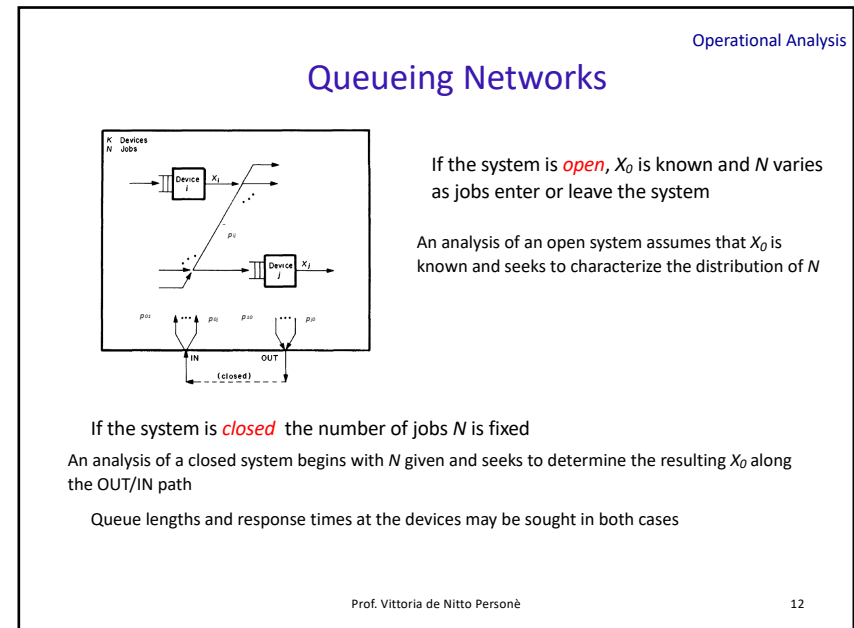 Operational Analysis
Queueing Networks
K Devices
N Jobs
Device i
Xi
pij
Device j
Xj
p01 ••• p0j p10 ••• pj0
IN OUT
(closed)
If the system is open, X0 is known and N varies
as jobs enter or leave the system
An analysis of an open system assumes that X0 is
known and seeks to characterize the distribution of N
If the system is closed the number of jobs N is fixed
An analysis of a closed system begins with N given and seeks to determine the resulting X0 along
the OUT/IN path
Queue lengths and response times at the devices may be sought in both cases
Prof. Vittoria de Nitto Personè 12